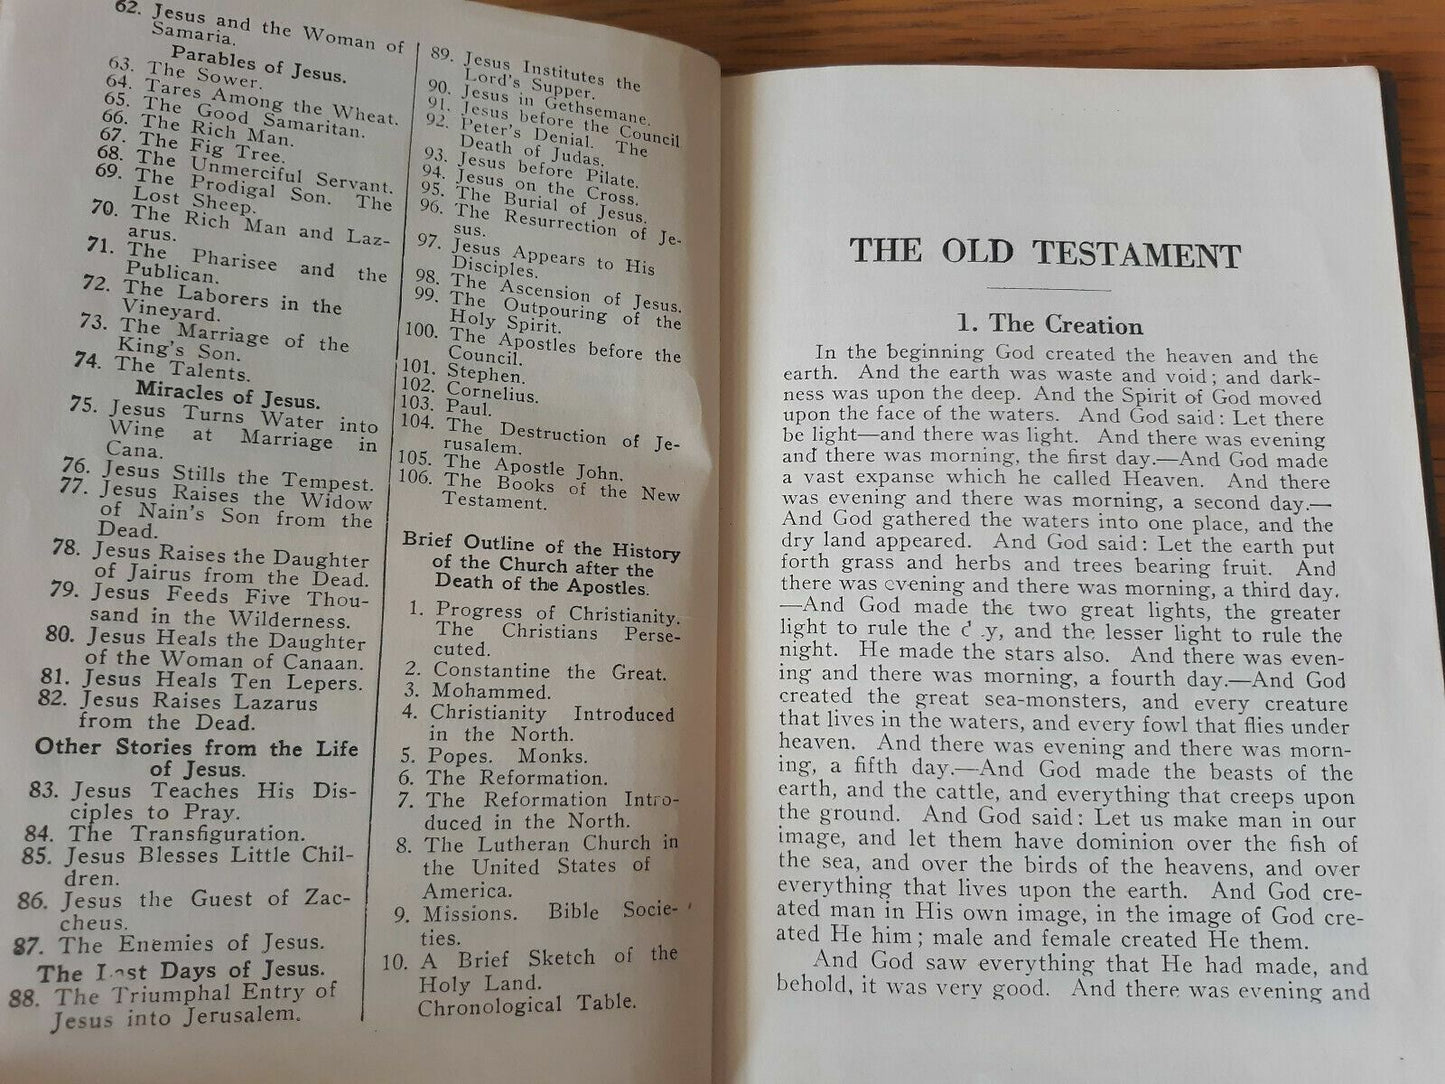 62. Jesus and the Woman of
Samaria.
Parables of Jesus.
63. The Sower.
64. Tares Among the Wheat.
65. The Good Samaritan.
66. The Rich Man.
67. The Fig Tree.
68. The Unmerciful Servant.
69. The Prodigal Son. The
Lost Sheep.
70. The Rich Man and Laz-
arus.
71. The Pharisee and the
Publican.
72. The Laborers in the
Vineyard.
73. The Marriage of the
King's Son.
74. The Talents.
Miracles of Jesus.
75. Jesus Turns Water into
Wine at Marriage in
Cana.
76. Jesus Stills the Tempest.
77. Jesus Raises the Widow
of Nain's Son from the
Dead.
78. Jesus Raises the Daughter
of Jairus from the Dead.
79. Jesus Feeds Five Thou-
sand in the Wilderness.
80. Jesus Heals the Daughter
of the Woman of Canaan.
81. Jesus Heals Ten Lepers.
82. Jesus Raises Lazarus
from the Dead.
Other Stories from the Life
of Jesus.
83. Jesus Teaches His Dis-
ciples to Pray.
84. The Transfiguration.
85. Jesus Blesses Little Chil-
dren.
86. Jesus the Guest of Zac-
cheus.
87. The Enemies of Jesus.
The Last Days of Jesus.
88. The Triumphal Entry of
Jesus into Jerusalem.
89. Jesus Institutes the
Lord's Supper.
90. Jesus in Gethsemane.
91. Jesus before the Council
92. Peter's Denial. The
Death of Judas.
93. Jesus before Pilate.
94. Jesus on the Cross.
95. The Burial of Jesus.
96. The Resurrection of Je-
sus.
97. Jesus Appears to His
Disciples.
98. The Ascension of Jesus.
99. The Outpouring of the
Holy Spirit.
100. The Apostles before the
Council.
101. Stephen.
102. Cornelius.
103. Paul.
104. The Destruction of Je-
rusalem.
105. The Apostle John.
106. The Books of the New
Testament.
Brief Outline of the History
of the Church after the
Death of the Apostles.
1. Progress of Christianity.
The Christians Perse-
cuted.
2. Constantine the Great.
3. Mohammed.
4. Christianity Introduced
in the North.
5. Popes. Monks.
6. The Reformation.
7. The Reformation Intro-
duced in the North.
8. The Lutheran Church in
the United States of
America.
9. Missions. Bible Socie-
ties.
10. A Brief Sketch of the
Holy Land.
Chronological Table.
THE OLD TESTAMENT
1. The Creation
In the beginning God created the heaven and the
earth. And the earth was waste and void; and dark-
ness was upon the deep. And the Spirit of God moved
upon the face of the waters. And God said: Let there
be light—and there was light. And there was evening
and there was morning, the first day.—And God made
a vast expanse which he called Heaven. And there
was evening and there was morning, a second day.—
And God gathered the waters into one place, and the
dry land appeared. And God said: Let the earth put
forth grass and herbs and trees bearing fruit. And
there was evening and there was morning, a third day.
—And God made the two great lights, the greater
light to rule the day, and the lesser light to rule the
night. He made the stars also. And there was even-
ing and there was morning, a fourth day.—And God
created the great sea-monsters, and every creature
that lives in the waters, and every fowl that flies under
heaven. And there was evening and there was morn-
ing, a fifth day.—And God made the beasts of the
earth, and the cattle, and everything that creeps upon
the ground. And God said: Let us make man in our
image, and let them have dominion over the fish of
the sea, and over the birds of the heavens, and over
everything that lives upon the earth. And God cre-
ated man in His own image, in the image of God cre-
ated He him; male and female created He them.
And God saw everything that He had made, and
behold, it was very good. And there was evening and